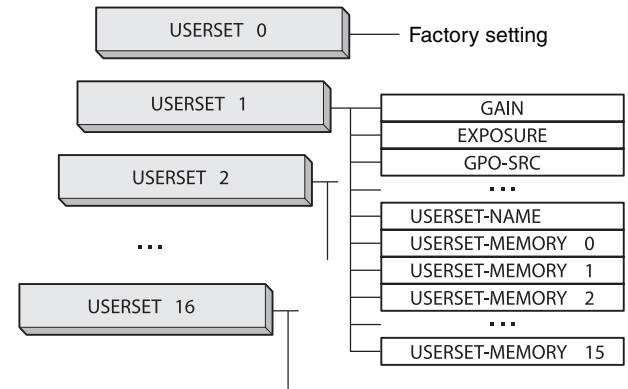 USERSET 0
Factory setting
USERSET 1
GAIN
EXPOSURE
GPO-SRC
...
USERSET-NAME
USERSET-MEMORY 0
USERSET-MEMORY 1
USERSET-MEMORY 2
...
USERSET-MEMORY 15
USERSET 2
...
USERSET 16